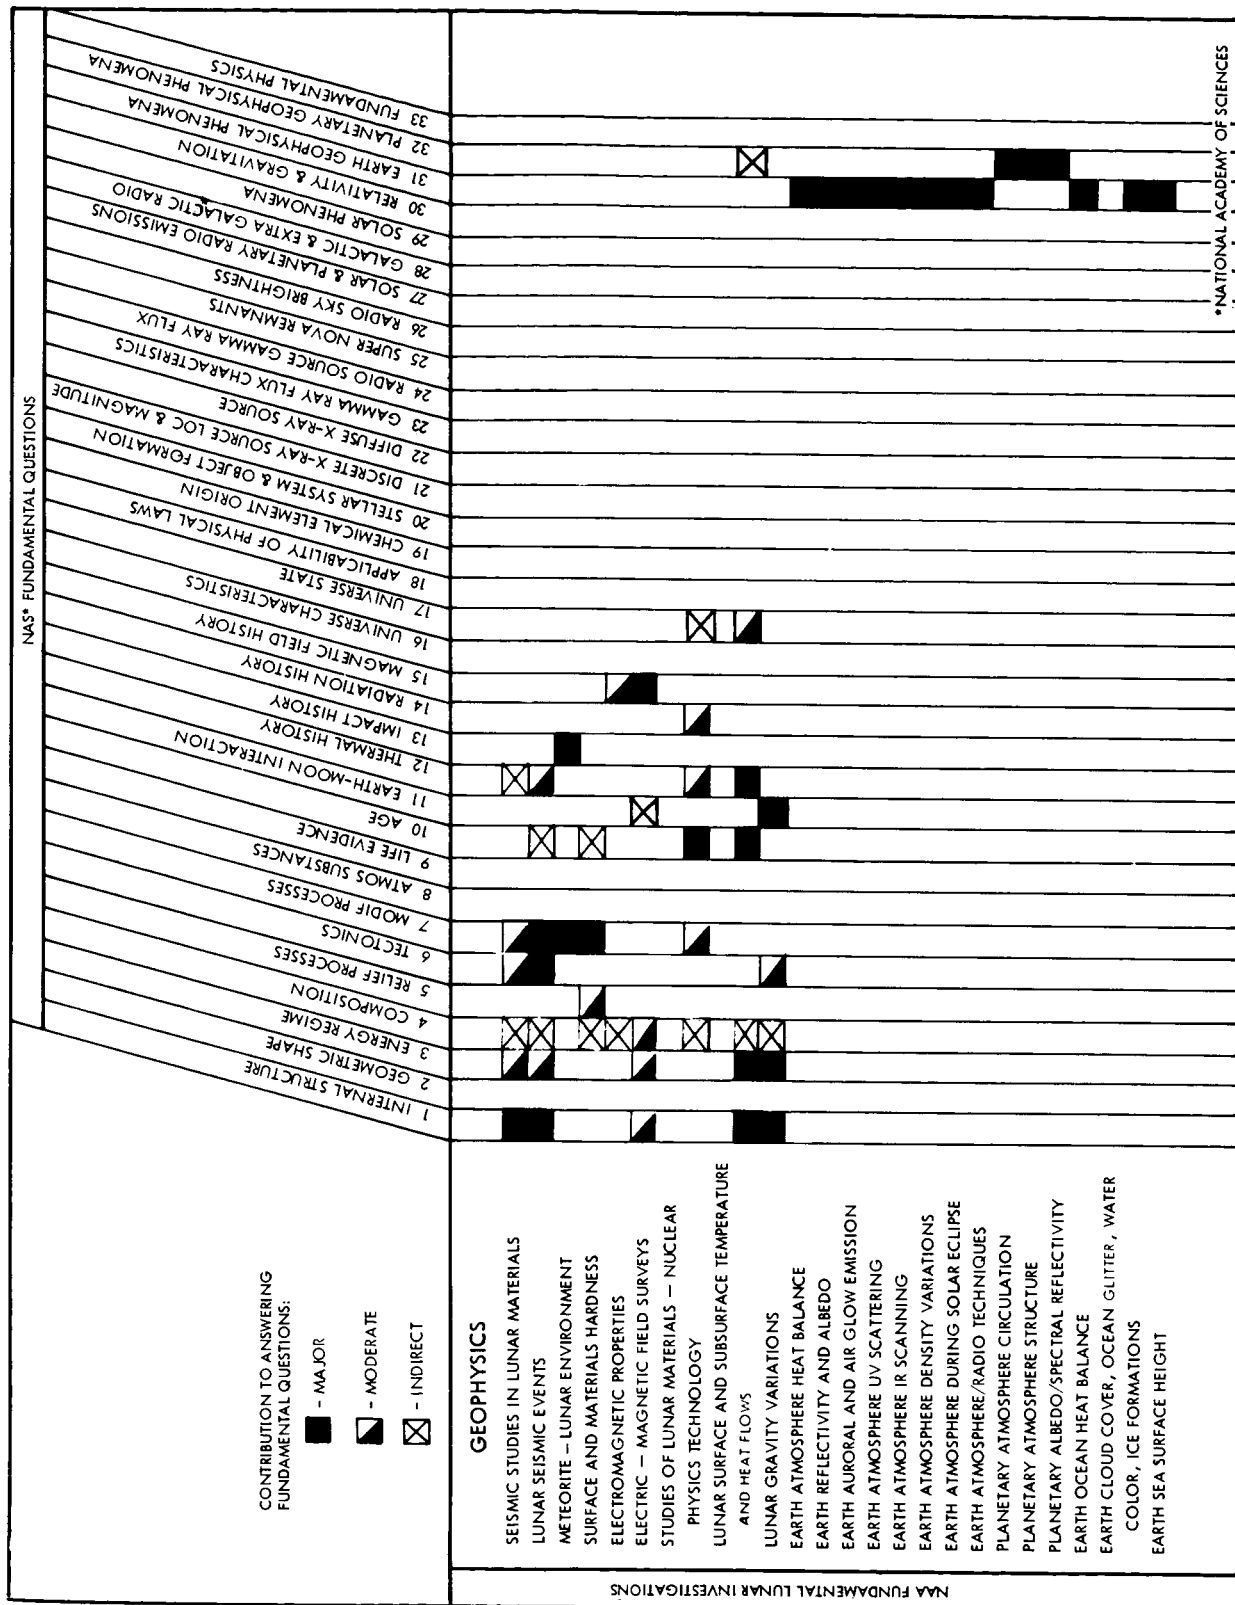 NAS* FUNDAMENTAL QUESTIONS
1 INTERNAL STRUCTURE
2 GEOMETRIC SHAPE
3 ENERGY REGIME
4 COMPOSITION
5 RELIEF PROCESSES
6 TECTONICS
7 MODIF PROCESSES
8 ATMOS SUBSTANCES
9 LIFE EVIDENCE
10 AGE
11 EARTH-MOON INTERACTION
12 THERMAL HISTORY
13 IMPACT HISTORY
14 RADIATION HISTORY
15 MAGNETIC FIELD HISTORY
16 UNIVERSE CHARACTERISTICS
17 UNIVERSE STATE
18 APPLICABILITY OF PHYSICAL LAWS
19 CHEMICAL ELEMENT ORIGIN
20 STELLAR SYSTEM & OBJECT FORMATION
21 DISCRETE X-RAY SOURCE LOC & MAGNITUDE
22 DIFFUSE X-RAY SOURCE
23 GAMMA RAY FLUX CHARACTERISTICS
24 RADIO SOURCE GAMMA RAY FLUX
25 SUPER NOVA REMNANTS
26 RADIO SKY BRIGHTNESS
27 SOLAR & PLANETARY RADIO EMISSIONS
28 GALACTIC & EXTRA GALACTIC RADIO
29 SOLAR PHENOMENA
30 RELATIVITY & GRAVITATION
31 EARTH GEOPHYSICAL PHENOMENA
32 PLANETARY GEOPHYSICAL PHENOMENA
33 FUNDAMENTAL PHYSICS
CONTRIBUTION TO ANSWERING
FUNDAMENTAL QUESTIONS:
- MAJOR
- MODERATE
- INDIRECT
NAA FUNDAMENTAL LUNAR INVESTIGATIONS
GEOPHYSICS
SEISMIC STUDIES IN LUNAR MATERIALS
LUNAR SEISMIC EVENTS
METEORITE - LUNAR ENVIRONMENT
SURFACE AND MATERIALS HARDNESS
ELECTROMAGNETIC PROPERTIES
ELECTRIC - MAGNETIC FIELD SURVEYS
STUDIES OF LUNAR MATERIALS - NUCLEAR
PHYSICS TECHNOLOGY
LUNAR SURFACE AND SUBSURFACE TEMPERATURE
AND HEAT FLOWS
LUNAR GRAVITY VARIATIONS
EARTH ATMOSPHERE HEAT BALANCE
EARTH REFLECTIVITY AND ALBEDO
EARTH AURORAL AND AIR GLOW EMISSION
EARTH ATMOSPHERE UV SCATTERING
EARTH ATMOSPHERE IR SCANNING
EARTH ATMOSPHERE DENSITY VARIATIONS
EARTH ATMOSPHERE DURING SOLAR ECLIPSE
EARTH ATMOSPHERE/RADIO TECHNIQUES
PLANETARY ATMOSPHERE CIRCULATION
PLANETARY ATMOSPHERE STRUCTURE
PLANETARY ALBEDO/SPECTRAL REFLECTIVITY
EARTH OCEAN HEAT BALANCE
EARTH CLOUD COVER, OCEAN GLITTER, WATER
COLOR, ICE FORMATIONS
EARTH SEA SURFACE HEIGHT
*NATIONAL ACADEMY OF SCIENCES